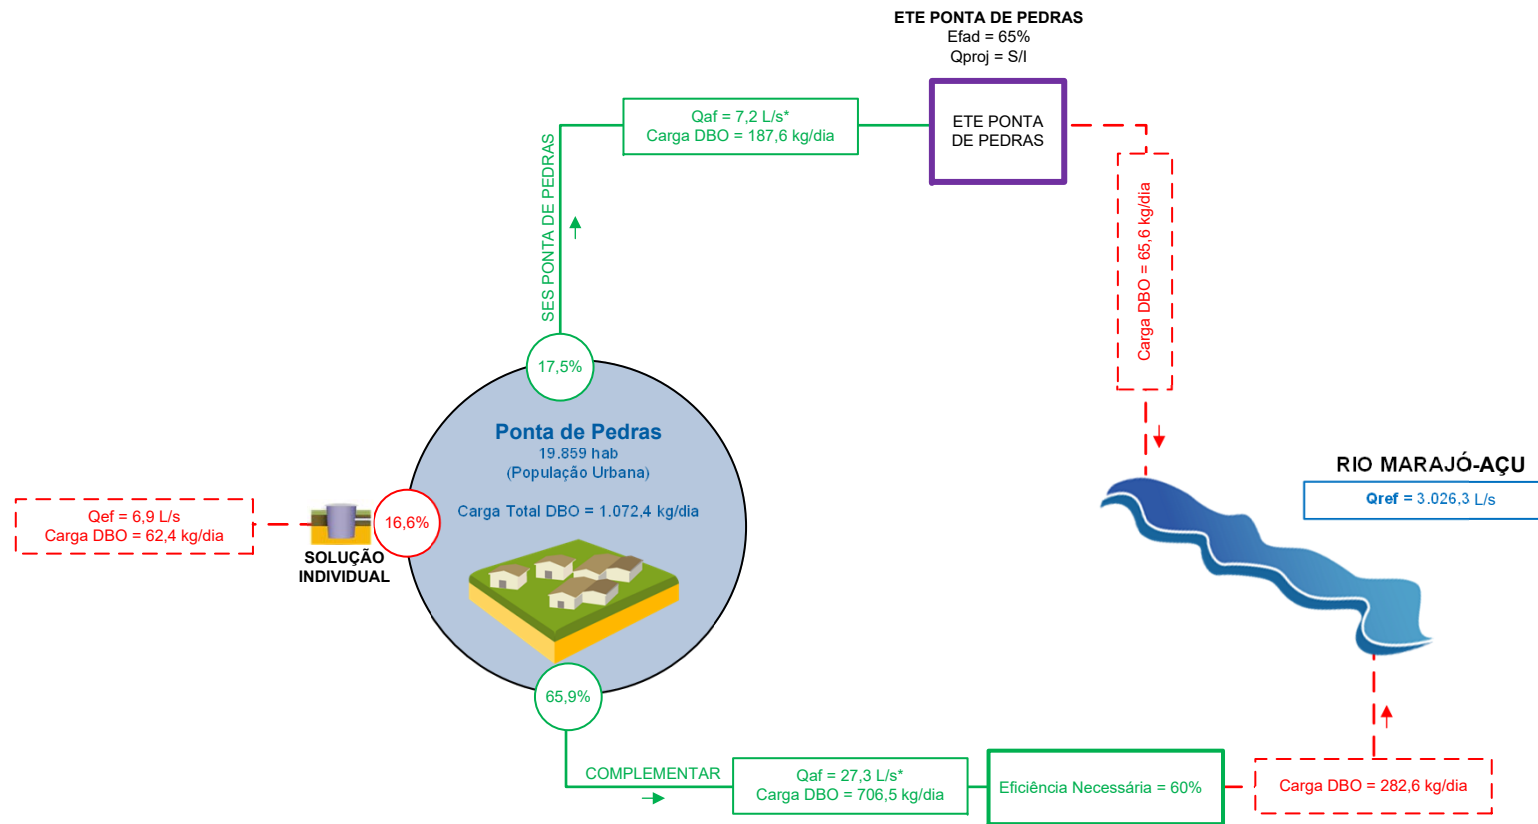 ETE PONTA DE PEDRAS
Efad = 65%
Qproj = S/I
Qaf = 7,2 L/s*
Carga DBO = 187,6 kg/dia
ETE PONTA
DE PEDRAS
SES PONTA DE PEDRAS
Carga DBO = 65,6 kg/dia
17,5%
Ponta de Pedras
19.859 hab
(População Urbana)
Carga Total DBO = 1.072,4 kg/dia
RIO MARAJÓ-AÇU
Qref = 3.026,3 L/s
Qef = 6,9 L/s
Carga DBO = 62,4 kg/dia
16,6%
SOLUÇÃO
INDIVIDUAL
65,9%
COMPLEMENTAR
Qaf = 27,3 L/s*
Carga DBO = 706,5 kg/dia
Eficiência Necessária = 60%
Carga DBO = 282,6 kg/dia